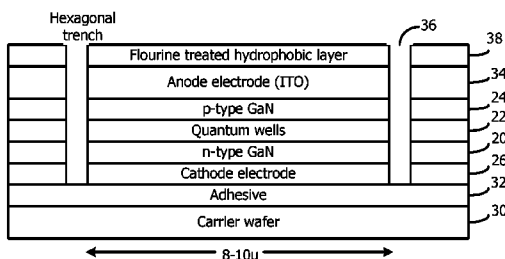 Hexagonal
trench
36
Flourine treated hydrophobic layer
38
Anode electrode (ITO)
34
p-type GaN
24
Quantum wells
22
n-type GaN
20
Cathode electrode
26
Adhesive
32
Carrier wafer
30
8-10u